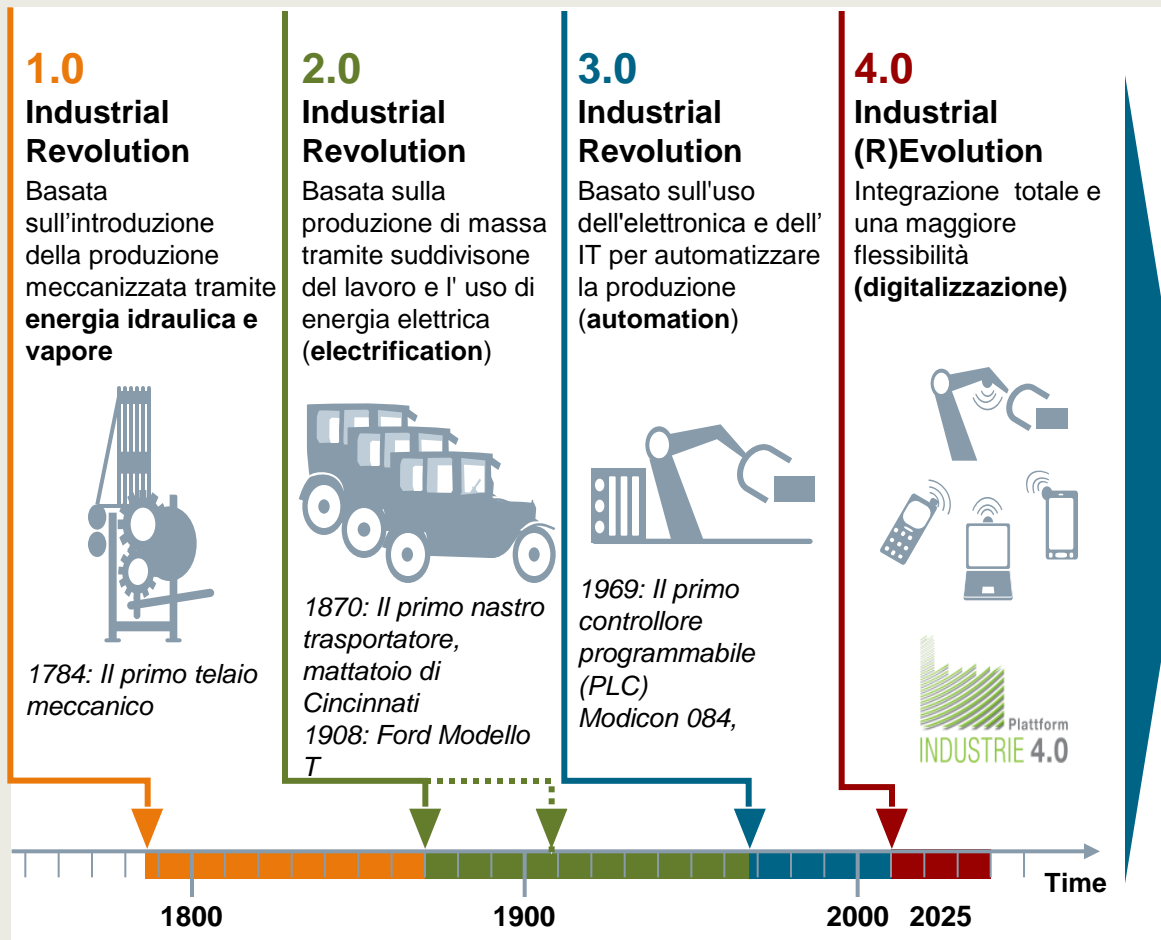 1.0
Industrial
Revolution
Basata
sull’introduzione
della produzione
meccanizzata tramite
energia idraulica e
vapore
1784: Il primo telaio
meccanico
2.0
Industrial
Revolution
Basata sulla
produzione di massa
tramite suddivisone
del lavoro e l' uso di
energia elettrica
(electrification)
1870: Il primo nastro
trasportatore,
mattatoio di
Cincinnati
1908: Ford Modello
T
3.0
Industrial
Revolution
Basato sull'uso
dell'elettronica e dell’
IT per automatizzare
la produzione
(automation)
1969: Il primo
controllore
programmabile
(PLC)
Modicon 084,
4.0
Industrial
(R)Evolution
Integrazione totale e
una maggiore
flessibilità
(digitalizzazione)
Plattform
INDUSTRIE 4.0
Time
1800
1900
2000
2025